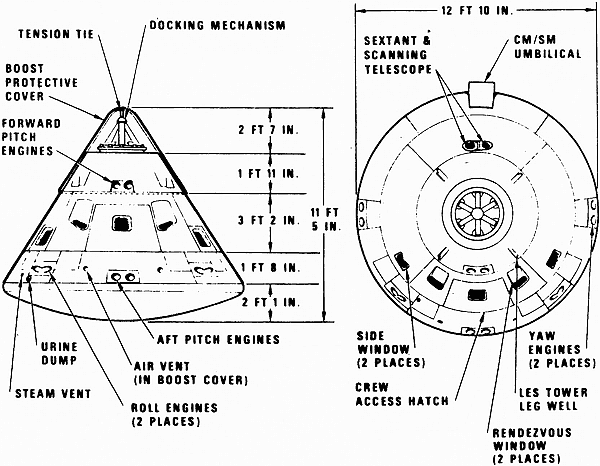 TENSION TIE
DOCKING MECHANISM
BOOST
PROTECTIVE
COVER
FORWARD
PITCH
ENGINES
2 FT 7 IN.
1 FT 11 IN.
3 FT 2 IN.
11 FT
5 IN.
1 FT 8 IN.
2 FT 1 IN.
URINE
DUMP
STEAM VENT
AFT PITCH ENGINES
AIR VENT
(IN BOOST COVER)
ROLL ENGINES
(2 PLACES)
12 FT 10 IN.
SEXTANT &
SCANNING
TELESCOPE
CM/SM
UMBILICAL
SIDE
WINDOW
(2 PLACES)
CREW
ACCESS HATCH
YAW
ENGINES
(2 PLACES)
LES TOWER
LEG WELL
RENDEZVOUS
WINDOW
(2 PLACES)